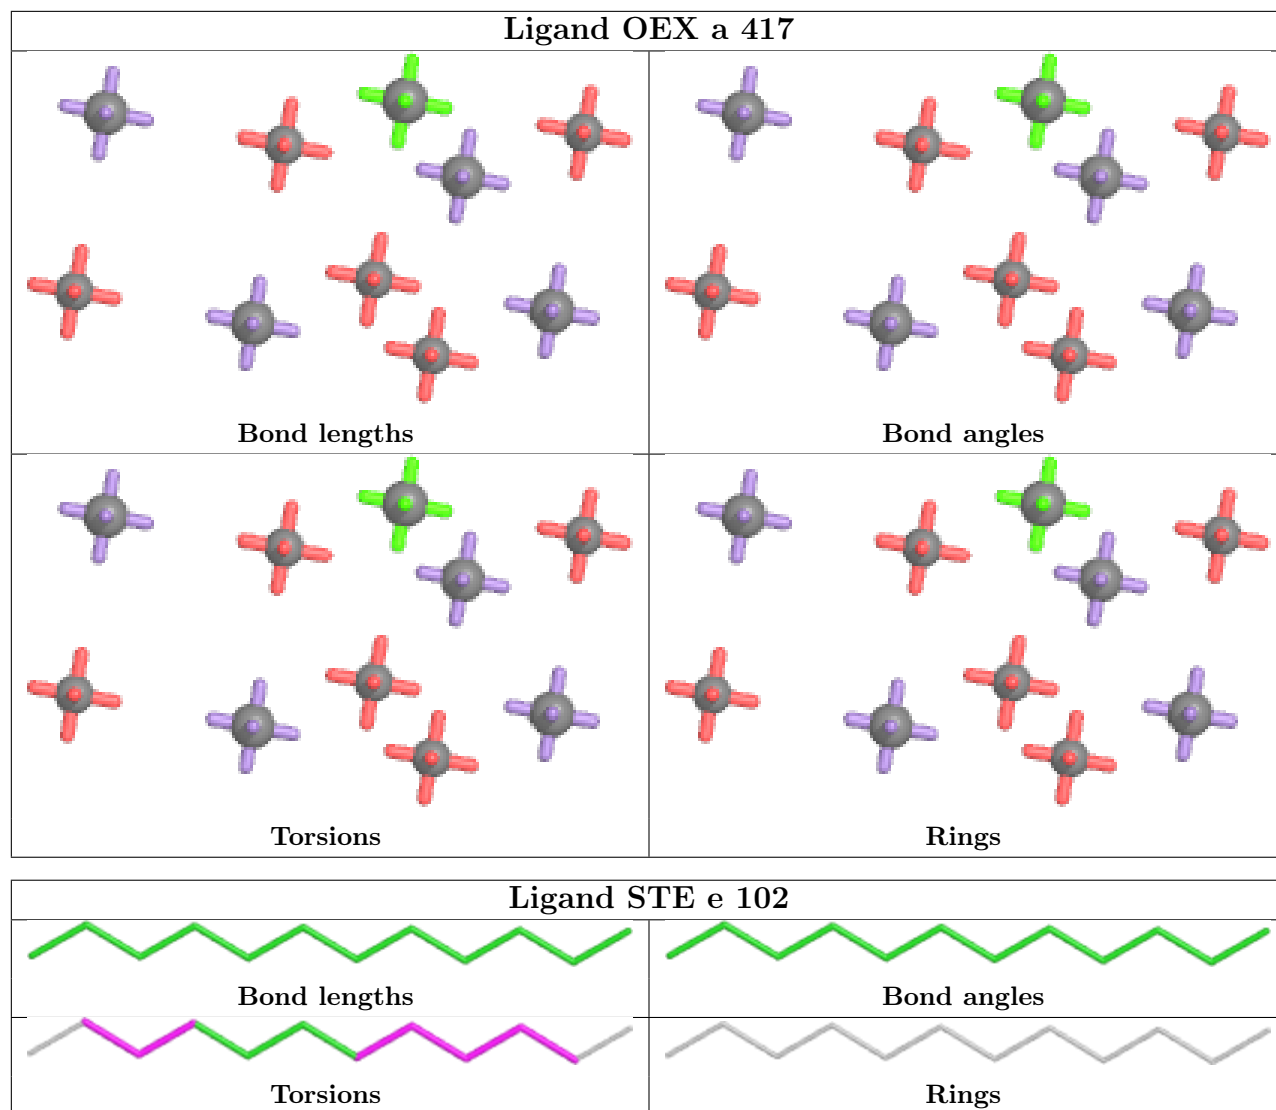 Ligand OEX a 417
Bond lengths
Bond angles
Torsions
Rings
Ligand STE e 102
Bond lengths
Bond angles
Torsions
Rings